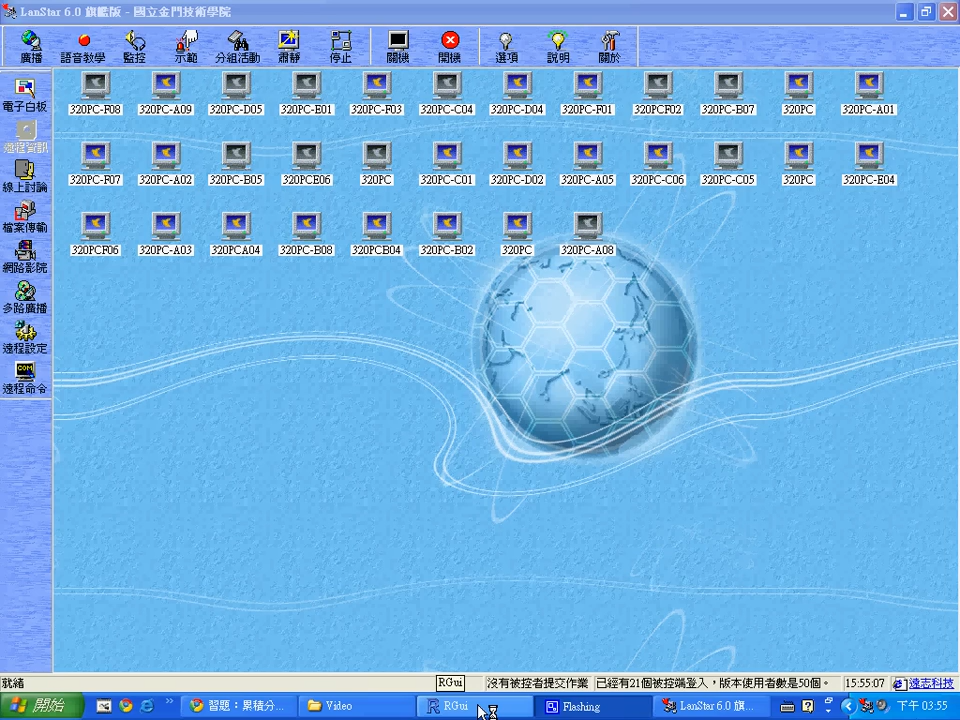 LanStar 6.0 旗艦版 - 國立金門技術學院
廣播 語音教學 監控 示範 分組活動 肅靜 停止 關機 開機 選項 說明 關於
電子白板
遠程資訊
線上討論
檔案傳輸
網路影院
多路廣播
遠程設定
遠程命令
COM
320PC-F08 320PC-A09 320PC-D05 320PC-E01 320PC-F03 320PC-C04 320PC-D04 320PC-F01 320PCF02 320PC-B07 320PC 320PC-A01
320PC-F07 320PC-A02 320PC-B05 320PCE06 320PC 320PC-C01 320PC-D02 320PC-A05 320PC-C06 320PC-C05 320PC 320PC-E04
320PCF06 320PC-A03 320PCA04 320PC-B08 320PCB04 320PC-B02 320PC 320PC-A08
就緒 RGui 沒有被控者提交作業 已經有21個被控端登入，版本使用者數是50個。 15:55:07 遠志科技
開始 習題：累積分... Video RGui Flashing LanStar 6.0 旗... 下午 03:55